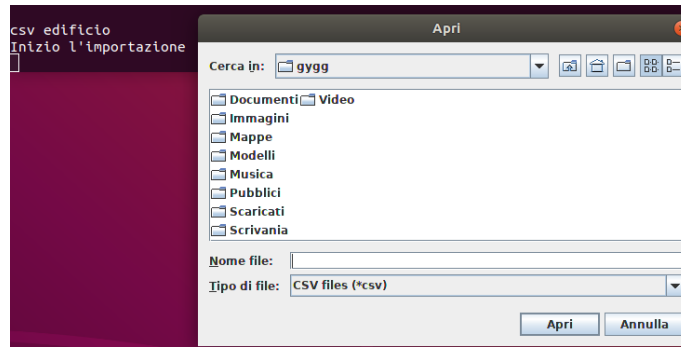 csv edificio
Inizio l'importazione
Apri
Cerca in: gygg
Documenti Video
Immagini
Mappe
Modelli
Musica
Pubblici
Scaricati
Scrivania
Nome file:
Tipo di file: CSV files (*csv)
Apri Annulla